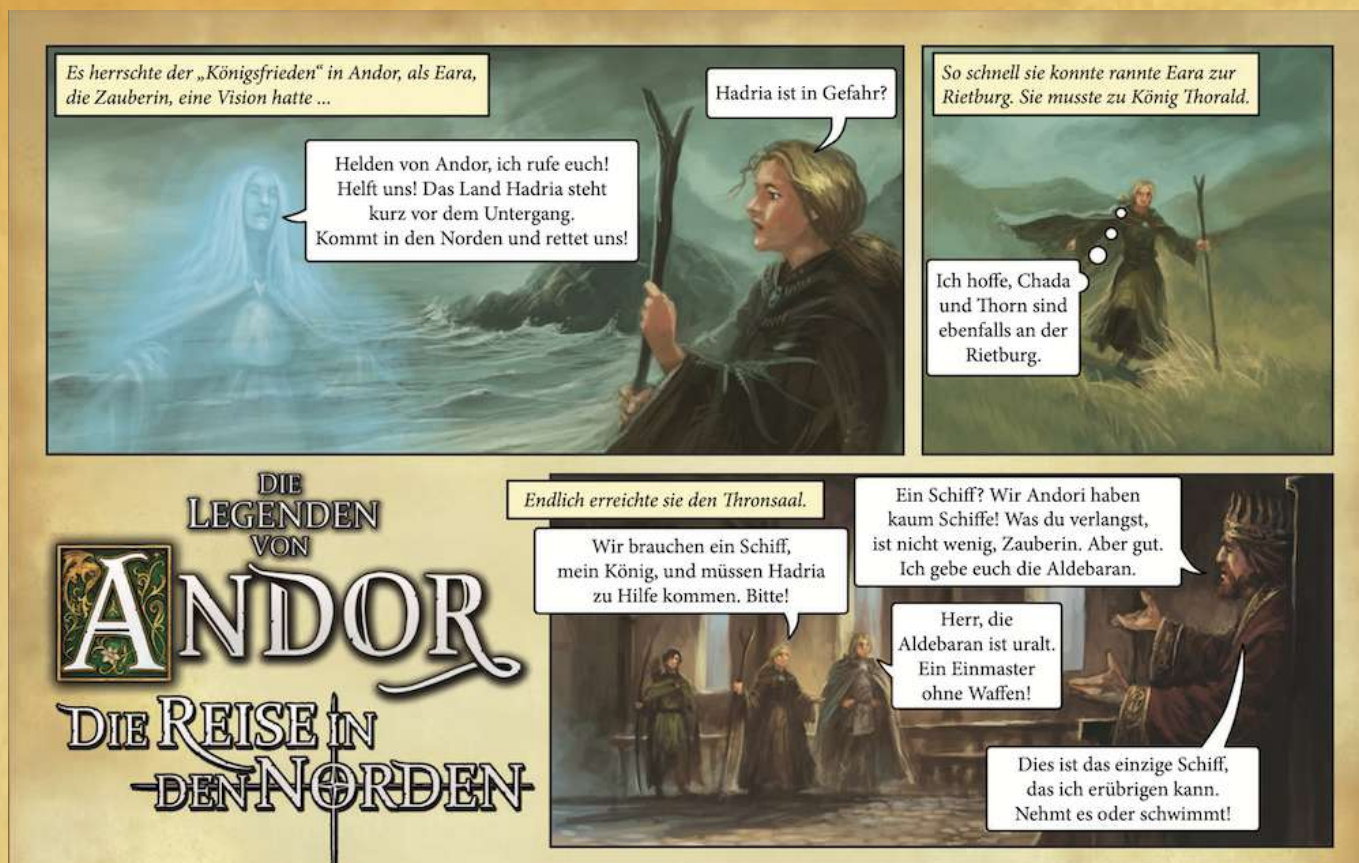 Es herrschte der „Königsfrieden“ in Andor, als Eara,
die Zauberin, eine Vision hatte ...
Helden von Andor, ich rufe euch!
Helft uns! Das Land Hadria steht
kurz vor dem Untergang.
Kommt in den Norden und rettet uns!
Hadria ist in Gefahr?
So schnell sie konnte rannte Eara zur
Rietburg. Sie musste zu König Thorald.
Ich hoffe, Chada
und Thorn sind
ebenfalls an der
Rietburg.
DIE
LEGENDEN
VON
ANDOR
DIE REISE IN
DEN NORDEN
Endlich erreichte sie den Thronsaal.
Wir brauchen ein Schiff,
mein König, und müssen Hadria
zu Hilfe kommen. Bitte!
Ein Schiff? Wir Andori haben
kaum Schiffe! Was du verlangst,
ist nicht wenig, Zauberin. Aber gut.
Ich gebe euch die Aldebaran.
Herr, die
Aldebaran ist uralt.
Ein Einmaster
ohne Waffen!
Dies ist das einzige Schiff,
das ich erübrigen kann.
Nehmt es oder schwimmt!